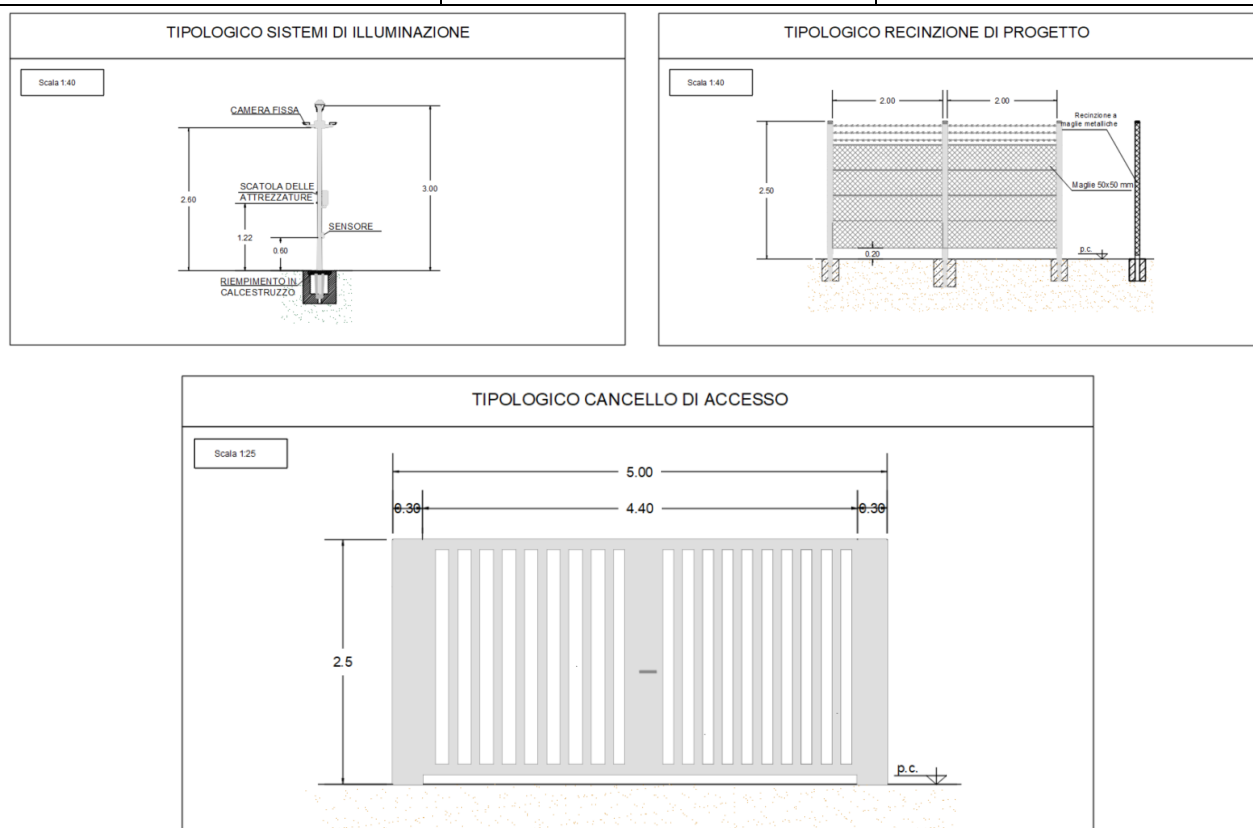 TIPOLOGICO SISTEMI DI ILLUMINAZIONE
Scala 1:40
CAMERA FISSA
2.60
SCATOLA DELLE
ATTREZZATURE
3.00
1.22
SENSORE
0.60
RIEMPIMENTO IN
CALCESTRUZZO
TIPOLOGICO RECINZIONE DI PROGETTO
Scala 1:40
2.00
2.00
Recinzione a
maglie metalliche
2.50
Maglie 50x50 mm
0.20
p.c.
TIPOLOGICO CANCELLO DI ACCESSO
Scala 1:25
5.00
0.30
4.40
0.30
2.5
p.c.